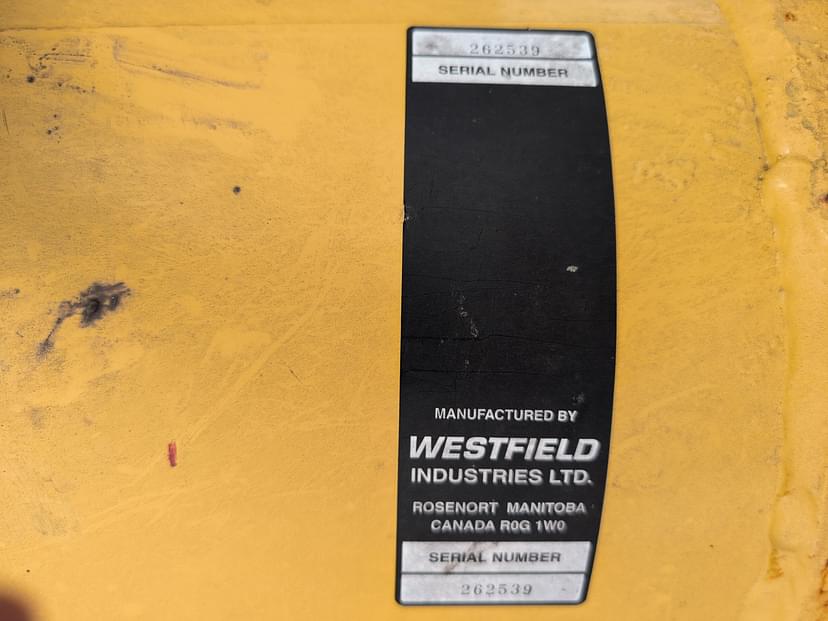 262539
SERIAL NUMBER
MANUFACTURED BY
WESTFIELD
INDUSTRIES LTD.
ROSENORT MANITOBA
CANADA R0G 1W0
SERIAL NUMBER
262539